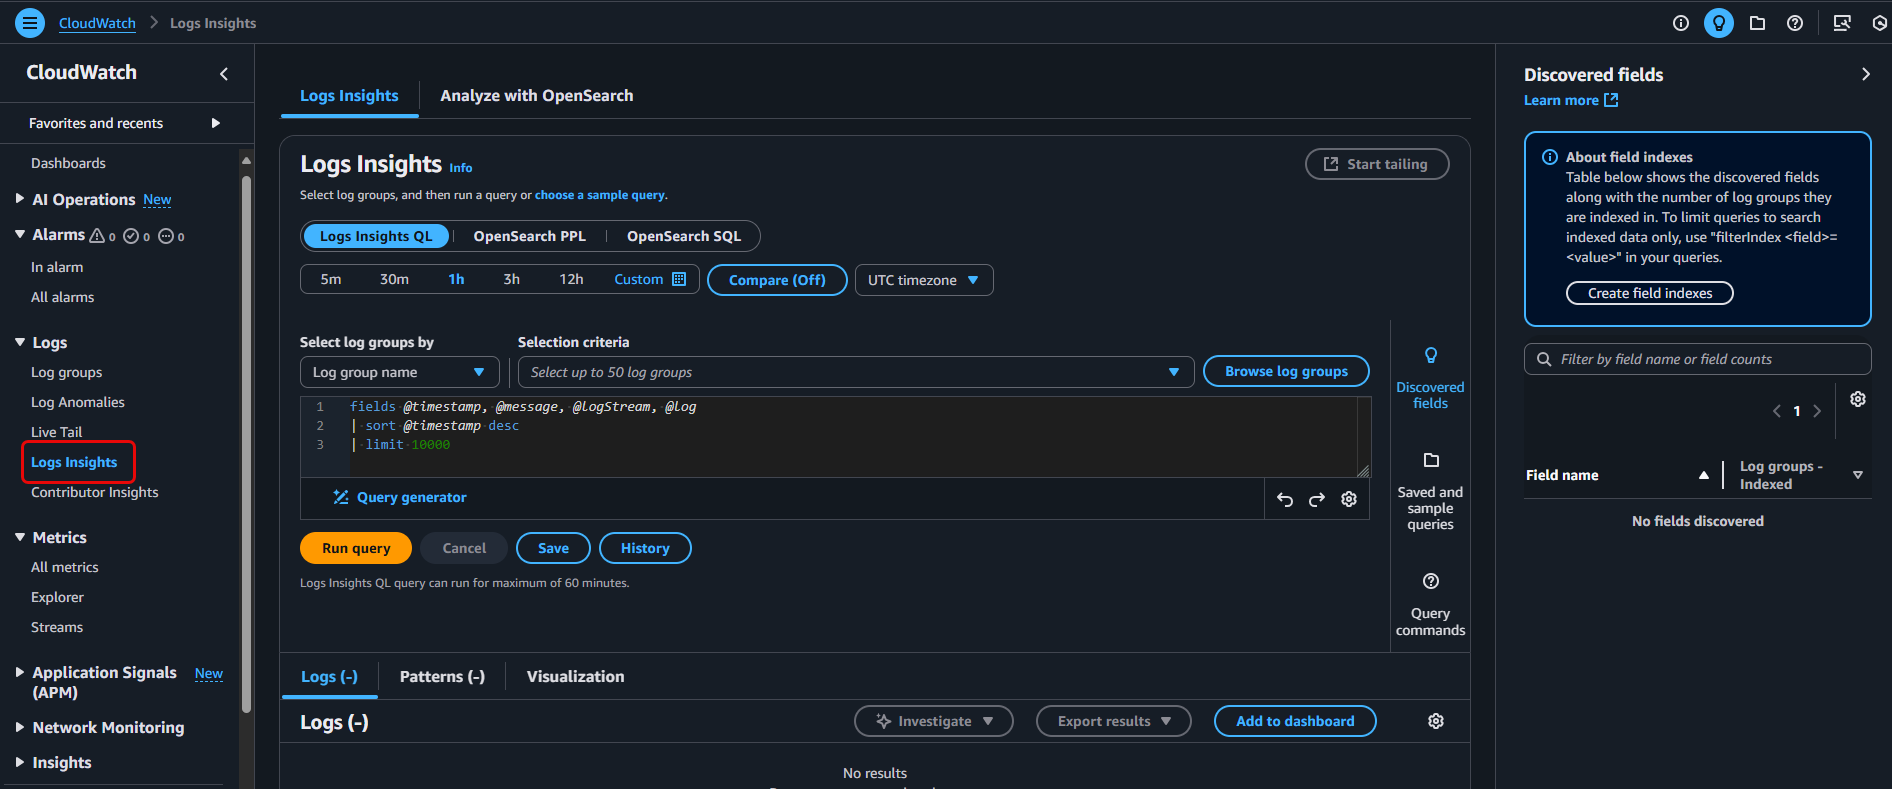 CloudWatch > Logs Insights
CloudWatch
Favorites and recents
Dashboards
AI Operations New
Alarms 0 0 0
In alarm
All alarms
Logs
Log groups
Log Anomalies
Live Tail
Logs Insights
Contributor Insights
Metrics
All metrics
Explorer
Streams
Application Signals New
(APM)
Network Monitoring
Insights
Logs Insights
Analyze with OpenSearch
Logs Insights Info
Start tailing
Select log groups, and then run a query or choose a sample query.
Logs Insights QL
OpenSearch PPL
OpenSearch SQL
5m 30m 1h 3h 12h Custom
Compare (Off)
UTC timezone
Select log groups by
Selection criteria
Log group name
Select up to 50 log groups
Browse log groups
1 fields @timestamp, @message, @logStream, @log
2 | sort @timestamp desc
3 | limit 10000
Query generator
Run query
Cancel
Save
History
Logs Insights QL query can run for maximum of 60 minutes.
Discovered
fields
Saved and
sample
queries
Query
commands
Logs (-)
Patterns (-)
Visualization
Logs (-)
Investigate
Export results
Add to dashboard
No results
Discovered fields
Learn more
About field indexes
Table below shows the discovered fields
along with the number of log groups they
are indexed in. To limit queries to search
indexed data only, use "filterIndex <field>=
<value>" in your queries.
Create field indexes
Filter by field name or field counts
1
Field name
Log groups -
Indexed
No fields discovered